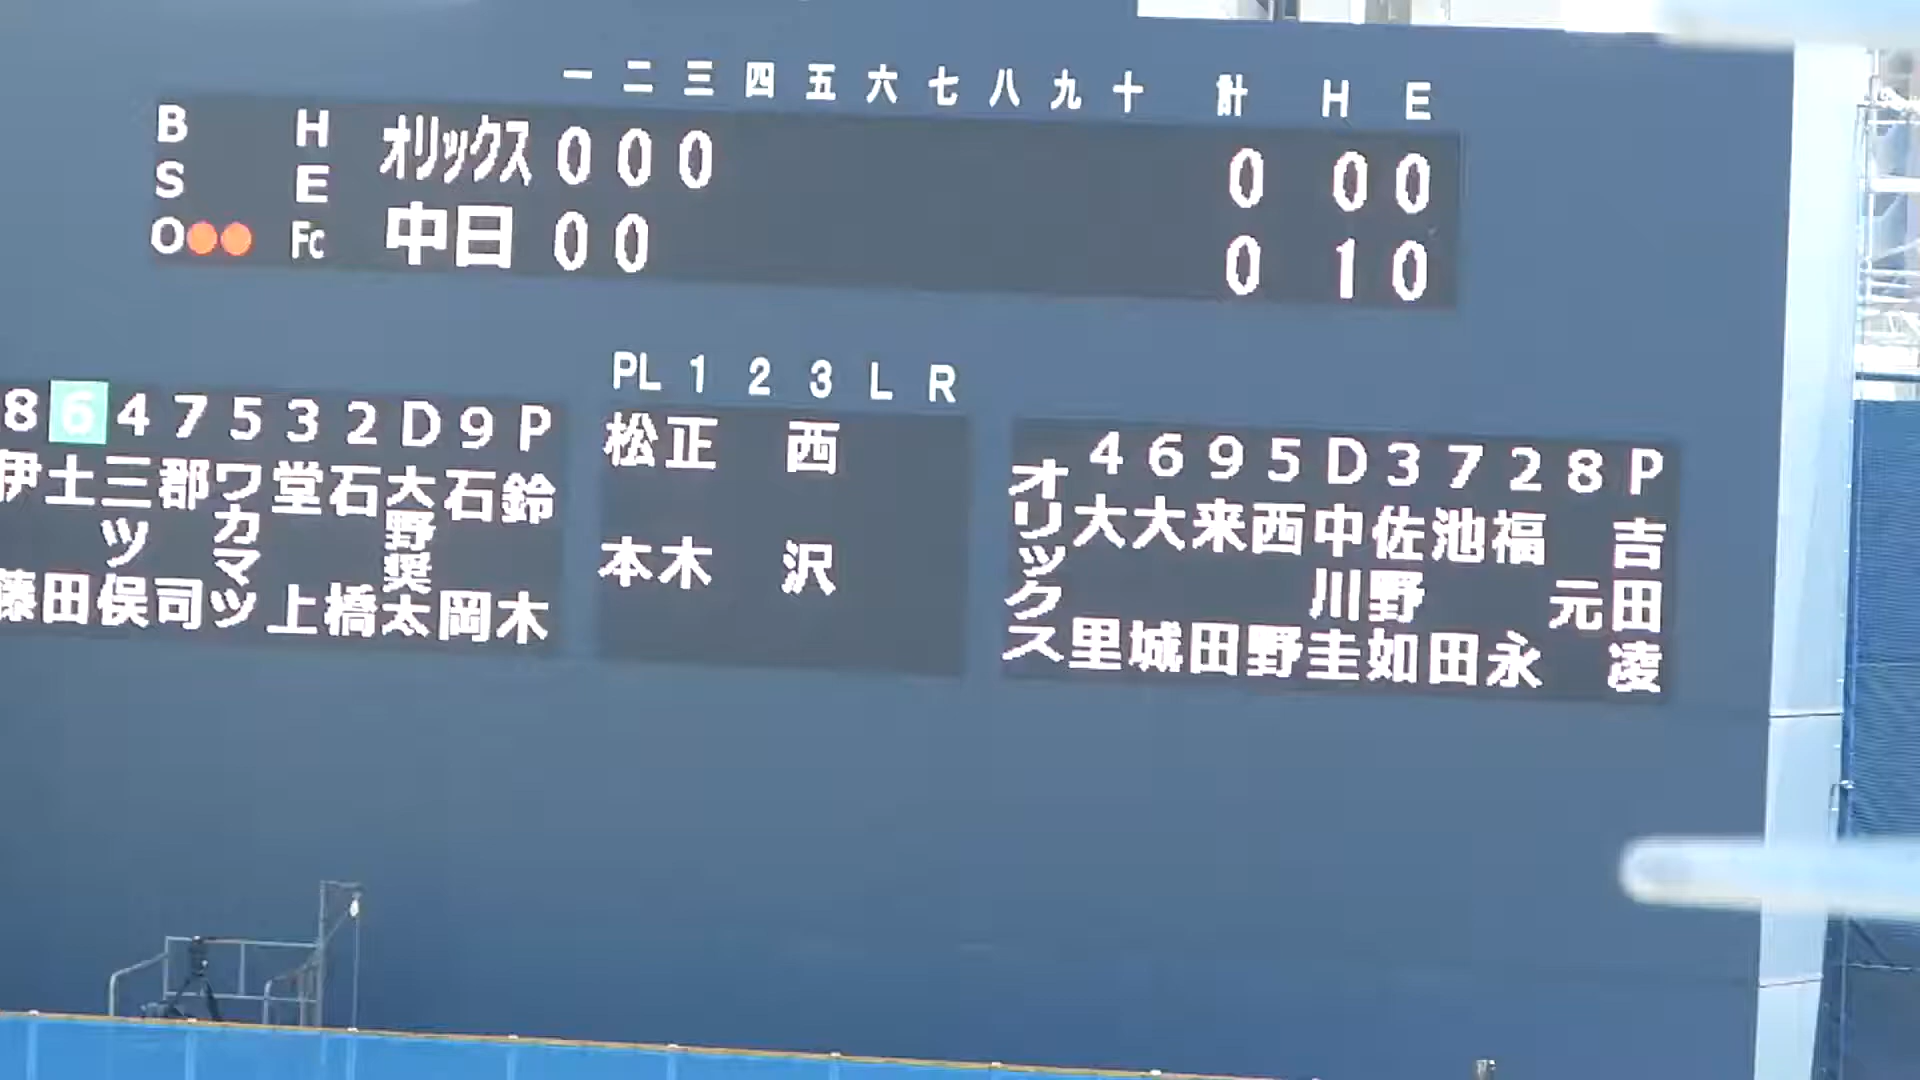 一 二 三 四 五 六 七 八 九 十 計 H E
B H オリックス 0 0 0 0 0 0
S E
O Fc 中日 0 0 0 1 0
PL 1 2 3 L R
8 6 4 7 5 3 2 D 9 P
伊藤 土田 三ツ俣 郡司 ワカマツ 堂上 石橋 大野奨太 石岡 鈴木
松本 正木 西沢
オリックス
4 6 9 5 D 3 7 2 8 P
大里 大城 来田 西野 中川圭 佐野如 池田 福永 元 吉田凌